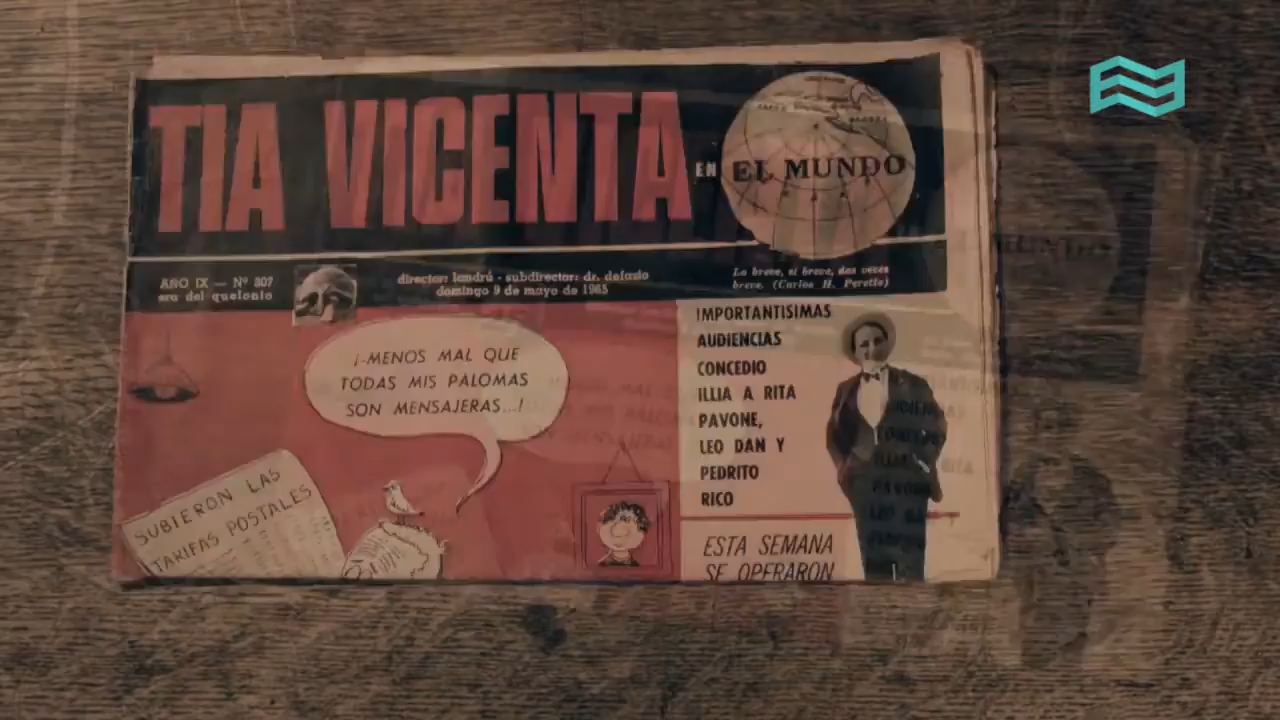 TIA VICENTA
EN
EL MUNDO
AÑO IX — Nº 307
era del quelonio
director: landrú - subdirector: dr. defasio
domingo 9 de mayo de 1965
Lo breve, si breve, dos veces
breve. (Carlos H. Perette)
¡-MENOS MAL QUE
TODAS MIS PALOMAS
SON MENSAJERAS...!
SUBIERON LAS
TARIFAS POSTALES
IMPORTANTISIMAS
AUDIENCIAS
CONCEDIO
ILLIA A RITA
PAVONE,
LEO DAN Y
PEDRITO
RICO
ESTA SEMANA
SE OPERARON